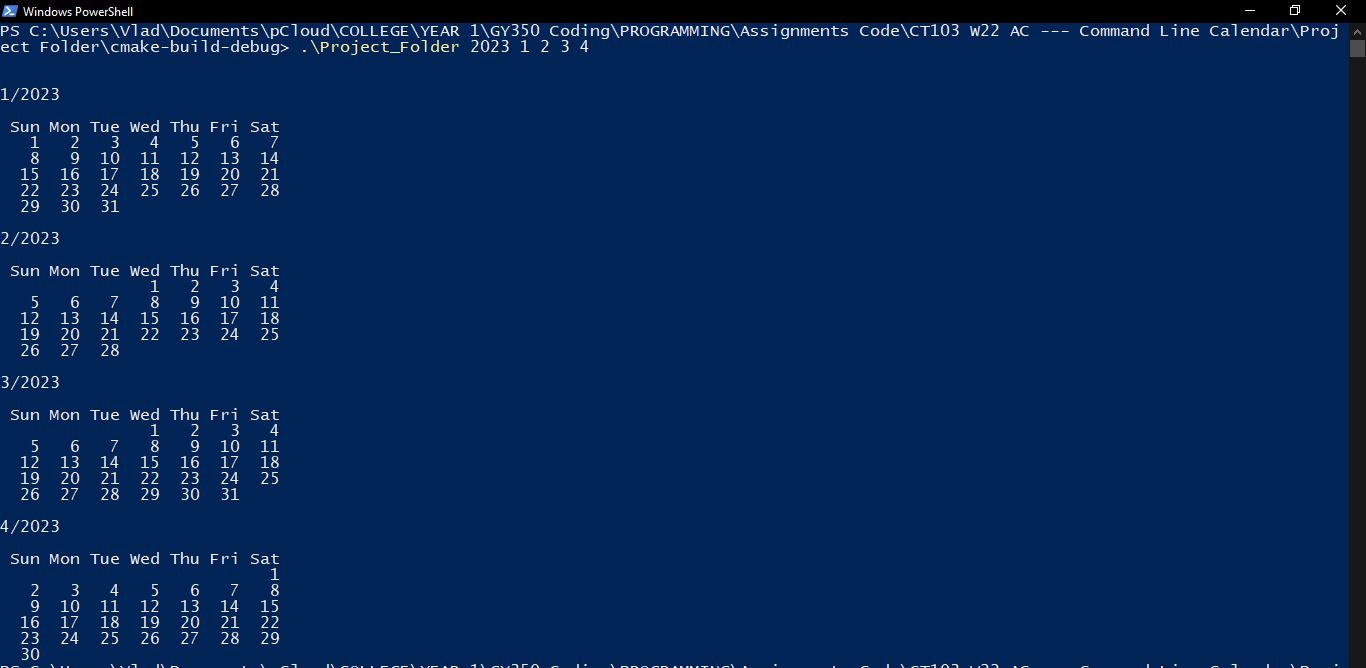 Windows PowerShell
PS C:\Users\Vlad\Documents\pCloud\COLLEGE\YEAR 1\GY350 Coding\PROGRAMMING\Assignments Code\CT103 W22 AC --- Command Line Calendar\Proj
ect Folder\cmake-build-debug> .\Project_Folder 2023 1 2 3 4
1/2023
Sun Mon Tue Wed Thu Fri Sat
1 2 3 4 5 6 7
8 9 10 11 12 13 14
15 16 17 18 19 20 21
22 23 24 25 26 27 28
29 30 31
2/2023
Sun Mon Tue Wed Thu Fri Sat
1 2 3 4
5 6 7 8 9 10 11
12 13 14 15 16 17 18
19 20 21 22 23 24 25
26 27 28
3/2023
Sun Mon Tue Wed Thu Fri Sat
1 2 3 4
5 6 7 8 9 10 11
12 13 14 15 16 17 18
19 20 21 22 23 24 25
26 27 28 29 30 31
4/2023
Sun Mon Tue Wed Thu Fri Sat
1
2 3 4 5 6 7 8
9 10 11 12 13 14 15
16 17 18 19 20 21 22
23 24 25 26 27 28 29
30